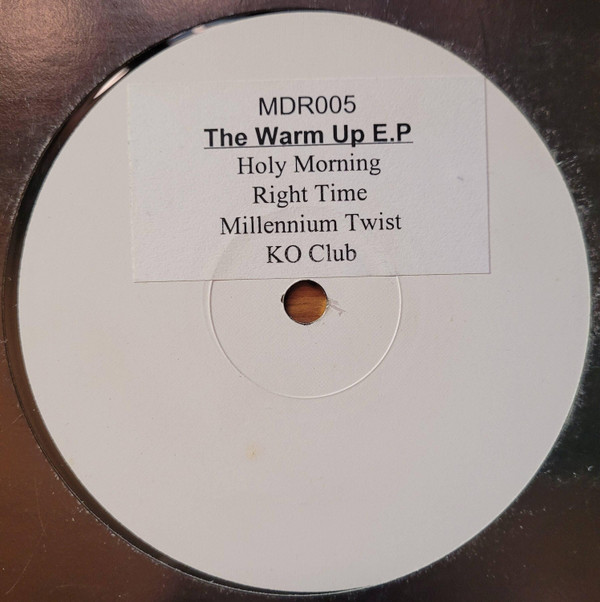 MDR005
The Warm Up E.P
Holy Morning
Right Time
Millennium Twist
KO Club